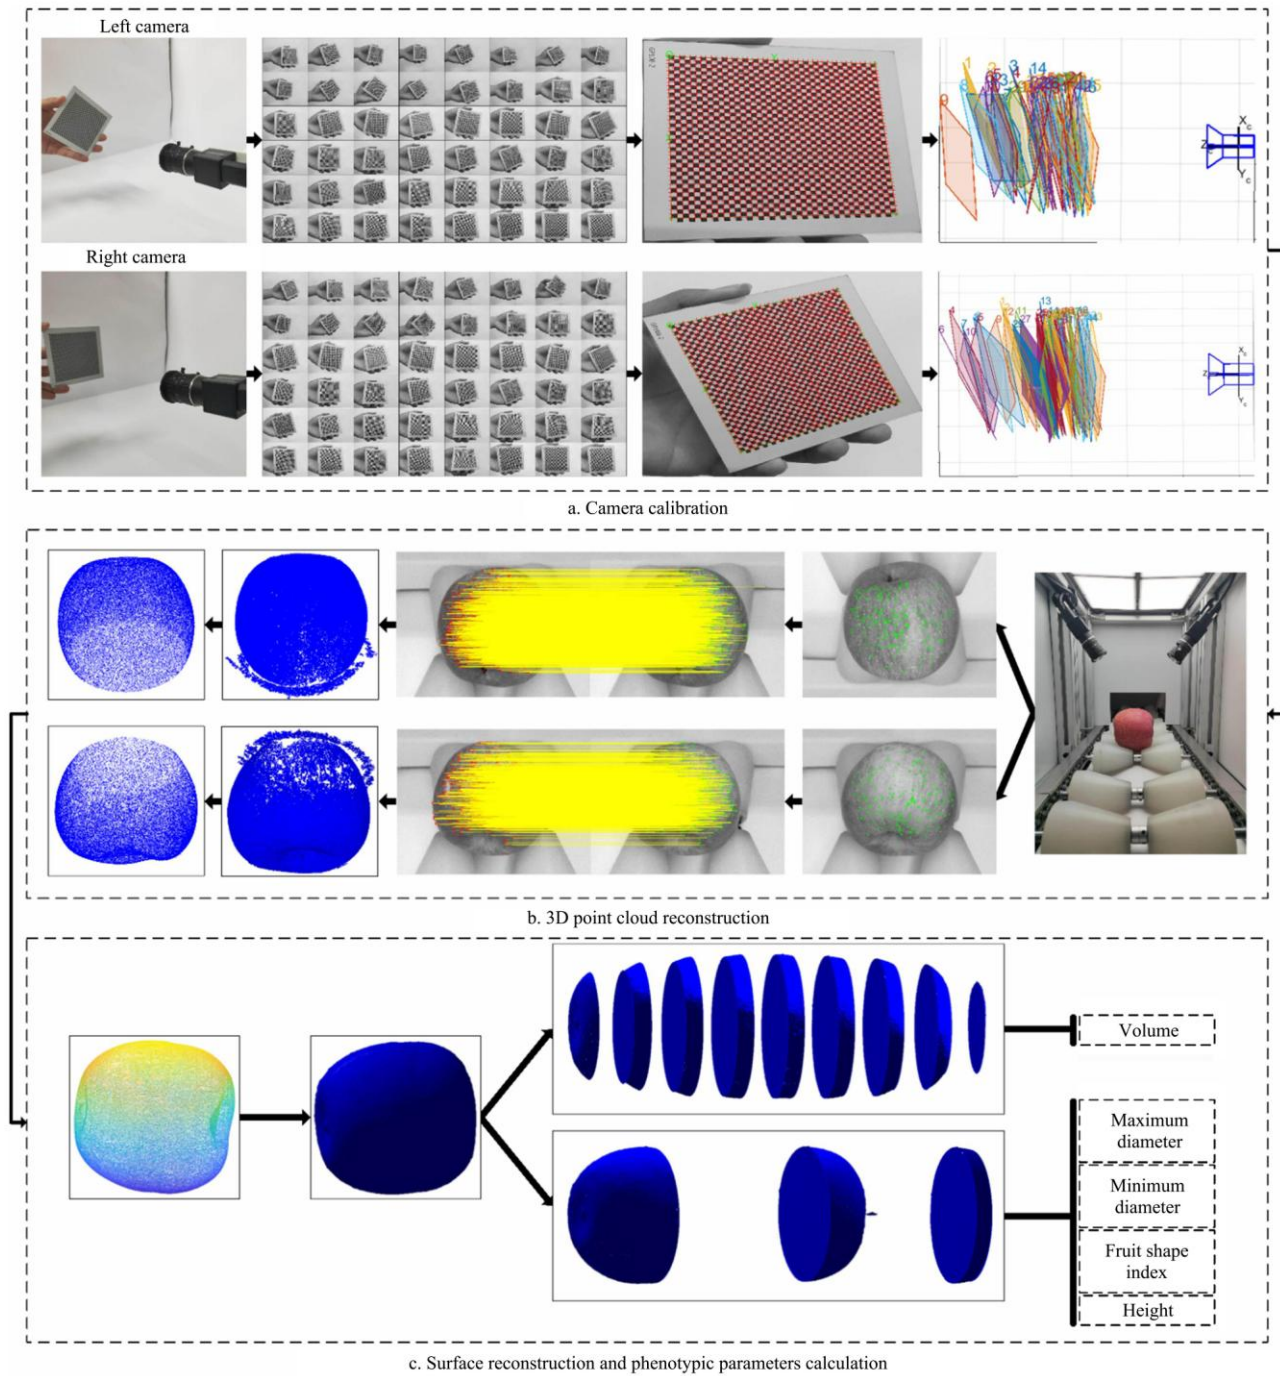 Left camera
Right camera
a. Camera calibration
b. 3D point cloud reconstruction
Volume
Maximum
diameter
Minimum
diameter
Fruit shape
index
Height
c. Surface reconstruction and phenotypic parameters calculation